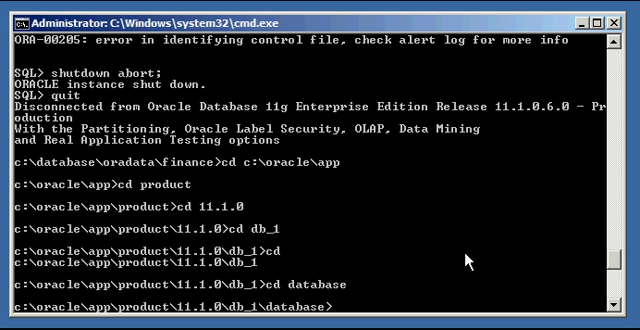 Administrator: C:\Windows\system32\cmd.exe
ORA-00205: error in identifying control file, check alert log for more info
SQL> shutdown abort;
ORACLE instance shut down.
SQL> quit
Disconnected from Oracle Database 11g Enterprise Edition Release 11.1.0.6.0 - Pr
oduction
With the Partitioning, Oracle Label Security, OLAP, Data Mining
and Real Application Testing options
c:\database\oradata\finance>cd c:\oracle\app
c:\oracle\app>cd product
c:\oracle\app\product>cd 11.1.0
c:\oracle\app\product\11.1.0>cd db_1
c:\oracle\app\product\11.1.0\db_1>cd
c:\oracle\app\product\11.1.0\db_1
c:\oracle\app\product\11.1.0\db_1>cd database
c:\oracle\app\product\11.1.0\db_1\database>